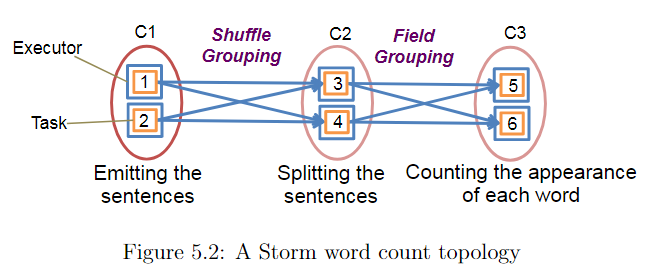 C1
Shuffle
Grouping
C2
Field
Grouping
C3
Executor
1
3
5
Task
2
4
6
Emitting the
sentences
Splitting the
sentences
Counting the appearance
of each word
Figure 5.2: A Storm word count topology